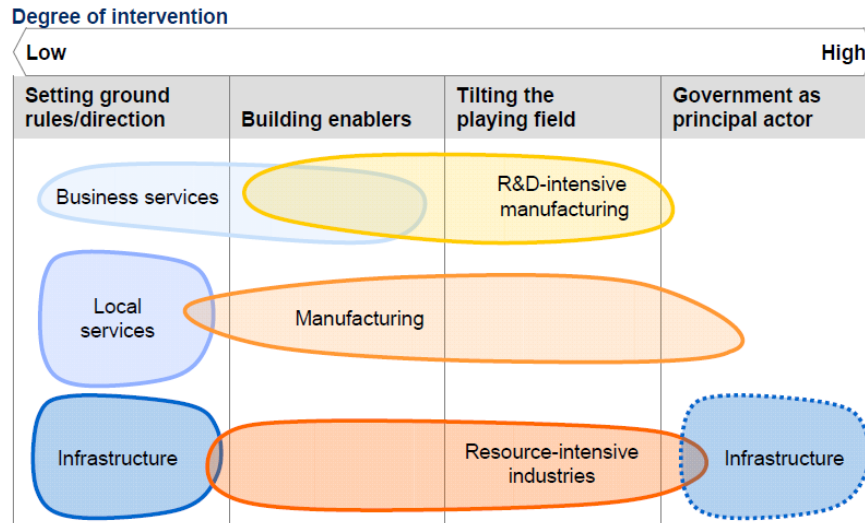 Degree of intervention
Low
High
Setting ground
rules/direction
Building enablers
Tilting the
playing field
Government as
principal actor
Business services
R&D-intensive
manufacturing
Local
services
Manufacturing
Infrastructure
Resource-intensive
industries
Infrastructure